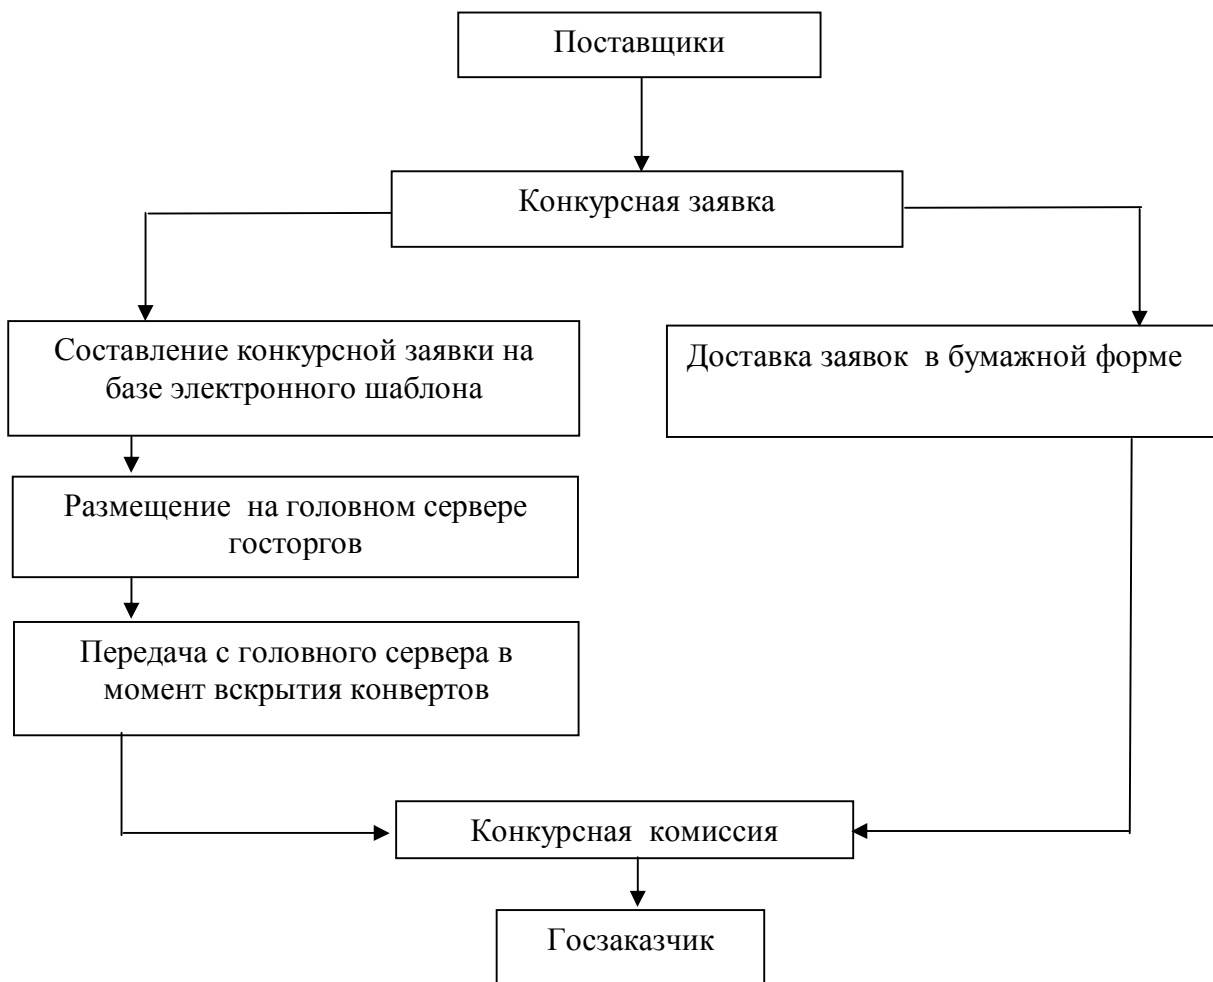 Поставщики
Конкурсная заявка
Составление конкурсной заявки на
базе электронного шаблона
Доставка заявок в бумажной форме
Размещение на головном сервере
госторгов
Передача с головного сервера в
момент вскрытия конвертов
Конкурсная комиссия
Госзаказчик